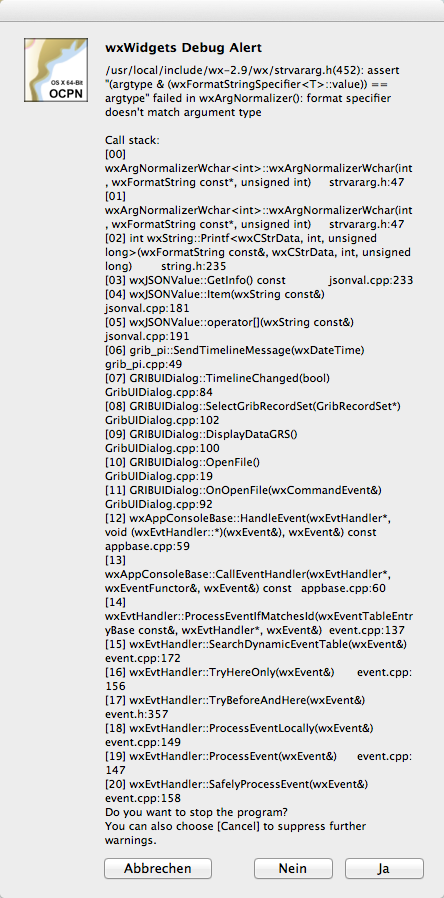 OS X 64-Bit
OCPN
wxWidgets Debug Alert
/usr/local/include/wx-2.9/wx/strvararg.h(452): assert
"(argtype & (wxFormatStringSpecifier<T>::value)) ==
argtype" failed in wxArgNormalizer(): format specifier
doesn't match argument type
Call stack:
[00]
wxArgNormalizerWchar<int>::wxArgNormalizerWchar(int
, wxFormatString const*, unsigned int) strvararg.h:47
[01]
wxArgNormalizerWchar<int>::wxArgNormalizerWchar(int
, wxFormatString const*, unsigned int) strvararg.h:47
[02] int wxString::Printf<wxCStrData, int, unsigned
long>(wxFormatString const&, wxCStrData, int, unsigned
long) string.h:235
[03] wxJSONValue::GetInfo() const jsonval.cpp:233
[04] wxJSONValue::Item(wxString const&)
jsonval.cpp:181
[05] wxJSONValue::operator[](wxString const&)
jsonval.cpp:191
[06] grib_pi::SendTimelineMessage(wxDateTime)
grib_pi.cpp:49
[07] GRIBUIDialog::TimelineChanged(bool)
GribUIDialog.cpp:84
[08] GRIBUIDialog::SelectGribRecordSet(GribRecordSet*)
GribUIDialog.cpp:102
[09] GRIBUIDialog::DisplayDataGRS()
GribUIDialog.cpp:100
[10] GRIBUIDialog::OpenFile()
GribUIDialog.cpp:19
[11] GRIBUIDialog::OnOpenFile(wxCommandEvent&)
GribUIDialog.cpp:92
[12] wxAppConsoleBase::HandleEvent(wxEvtHandler*,
void (wxEvtHandler::*)(wxEvent&), wxEvent&) const
appbase.cpp:59
[13]
wxAppConsoleBase::CallEventHandler(wxEvtHandler*,
wxEventFunctor&, wxEvent&) const appbase.cpp:60
[14]
wxEvtHandler::ProcessEventIfMatchesId(wxEventTableEntr
yBase const&, wxEvtHandler*, wxEvent&) event.cpp:137
[15] wxEvtHandler::SearchDynamicEventTable(wxEvent&)
event.cpp:172
[16] wxEvtHandler::TryHereOnly(wxEvent&) event.cpp:
156
[17] wxEvtHandler::TryBeforeAndHere(wxEvent&)
event.h:357
[18] wxEvtHandler::ProcessEventLocally(wxEvent&)
event.cpp:149
[19] wxEvtHandler::ProcessEvent(wxEvent&) event.cpp:
147
[20] wxEvtHandler::SafelyProcessEvent(wxEvent&)
event.cpp:158
Do you want to stop the program?
You can also choose [Cancel] to suppress further
warnings.
Abbrechen Nein Ja